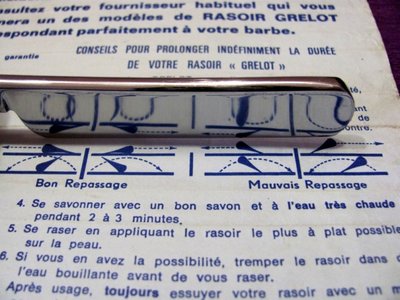 sultez votre fournisseur habituel qui vous
nera un des modèles de RASOIR GRELOT
espondant parfaitement à votre barbe.
garantie
CONSEILS POUR PROLONGER INDÉFINIMENT LA DURÉE
DE VOTRE RASOIR « GRELOT »
contre.
Bon Repassage
Mauvais Repassage
4. Se savonner avec un bon savon et à l'eau très chaude
pendant 2 à 3 minutes,
5. Se raser en appliquant le rasoir le plus à plat possible
sur la peau.
6. Si vous en avez la possibilité, tremper le rasoir dans d
l'eau bouillante avant de vous raser.
Après usage, toujours essuyer votre rasoir avec un m